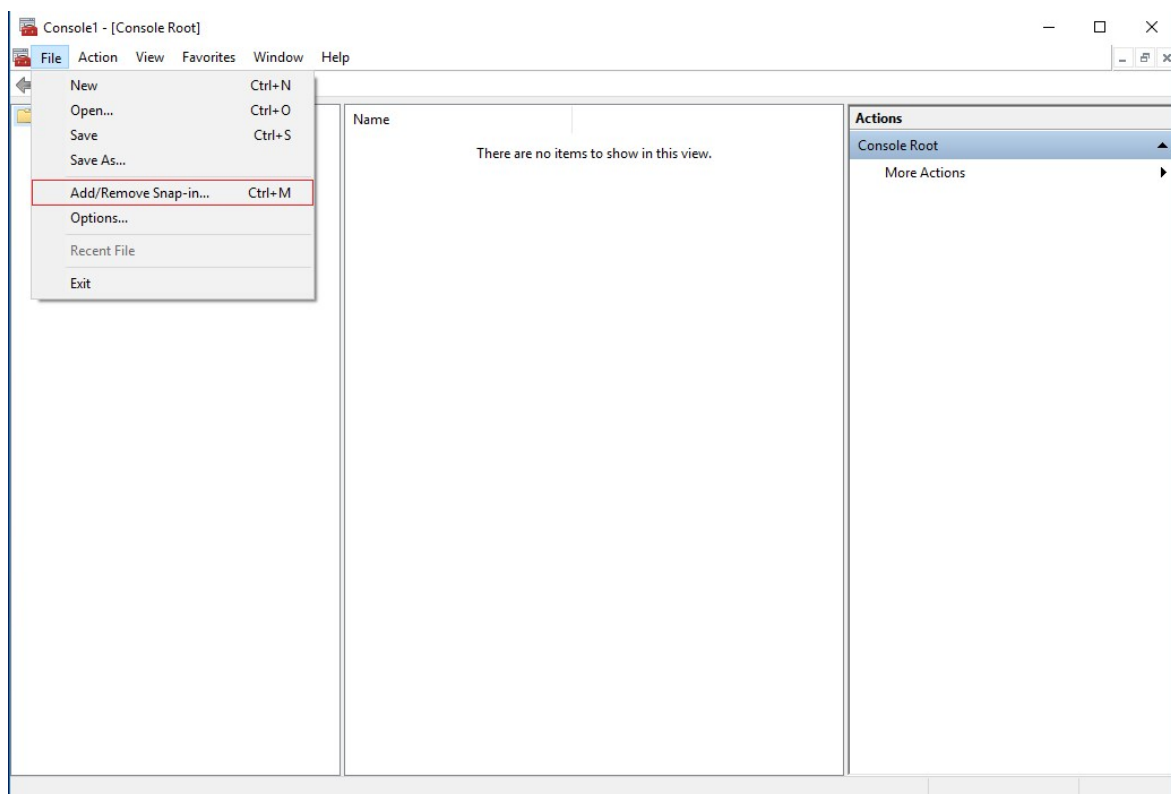 Console1 - [Console Root]
File Action View Favorites Window Help
New Ctrl+N
Open... Ctrl+O
Save Ctrl+S
Save As...
Add/Remove Snap-in... Ctrl+M
Options...
Recent File
Exit
Name
There are no items to show in this view.
Actions
Console Root
More Actions